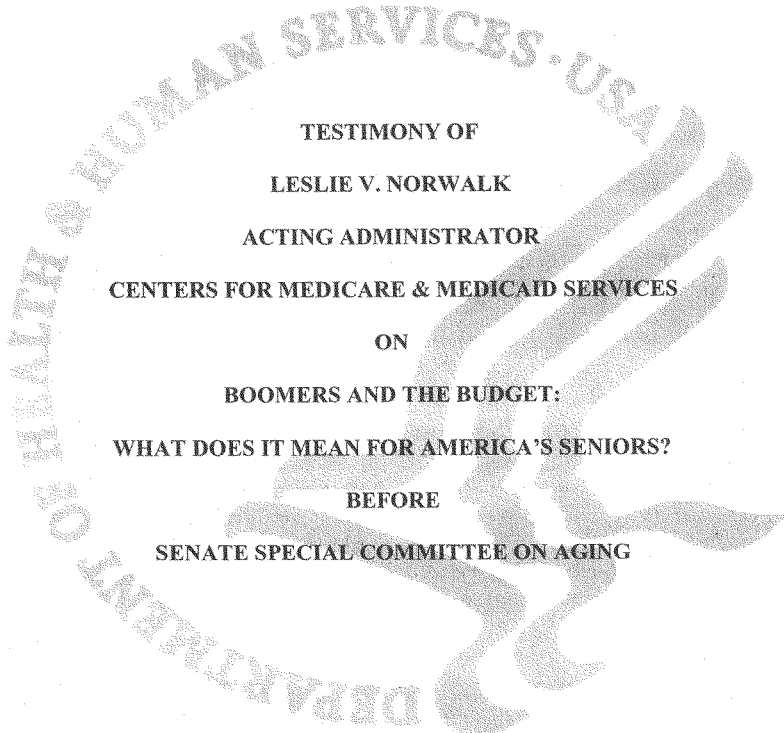 DEPARTMENT OF HEALTH & HUMAN SERVICES · USA
TESTIMONY OF
LESLIE V. NORWALK
ACTING ADMINISTRATOR
CENTERS FOR MEDICARE & MEDICAID SERVICES
ON
BOOMERS AND THE BUDGET:
WHAT DOES IT MEAN FOR AMERICA'S SENIORS?
BEFORE
SENATE SPECIAL COMMITTEE ON AGING